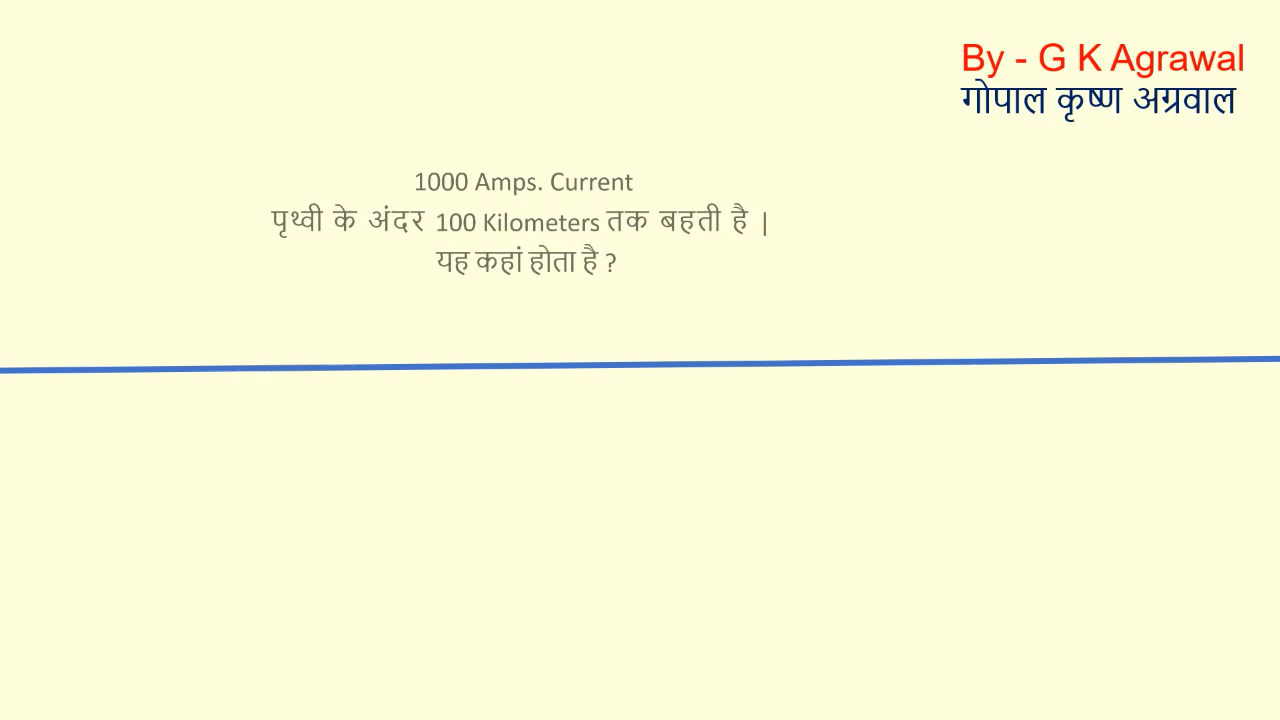 By - G K Agrawal
गोपाल कृष्ण अग्रवाल
1000 Amps. Current
पृथ्वी के अंदर 100 Kilometers तक बहती है |
यह कहां होता है ?